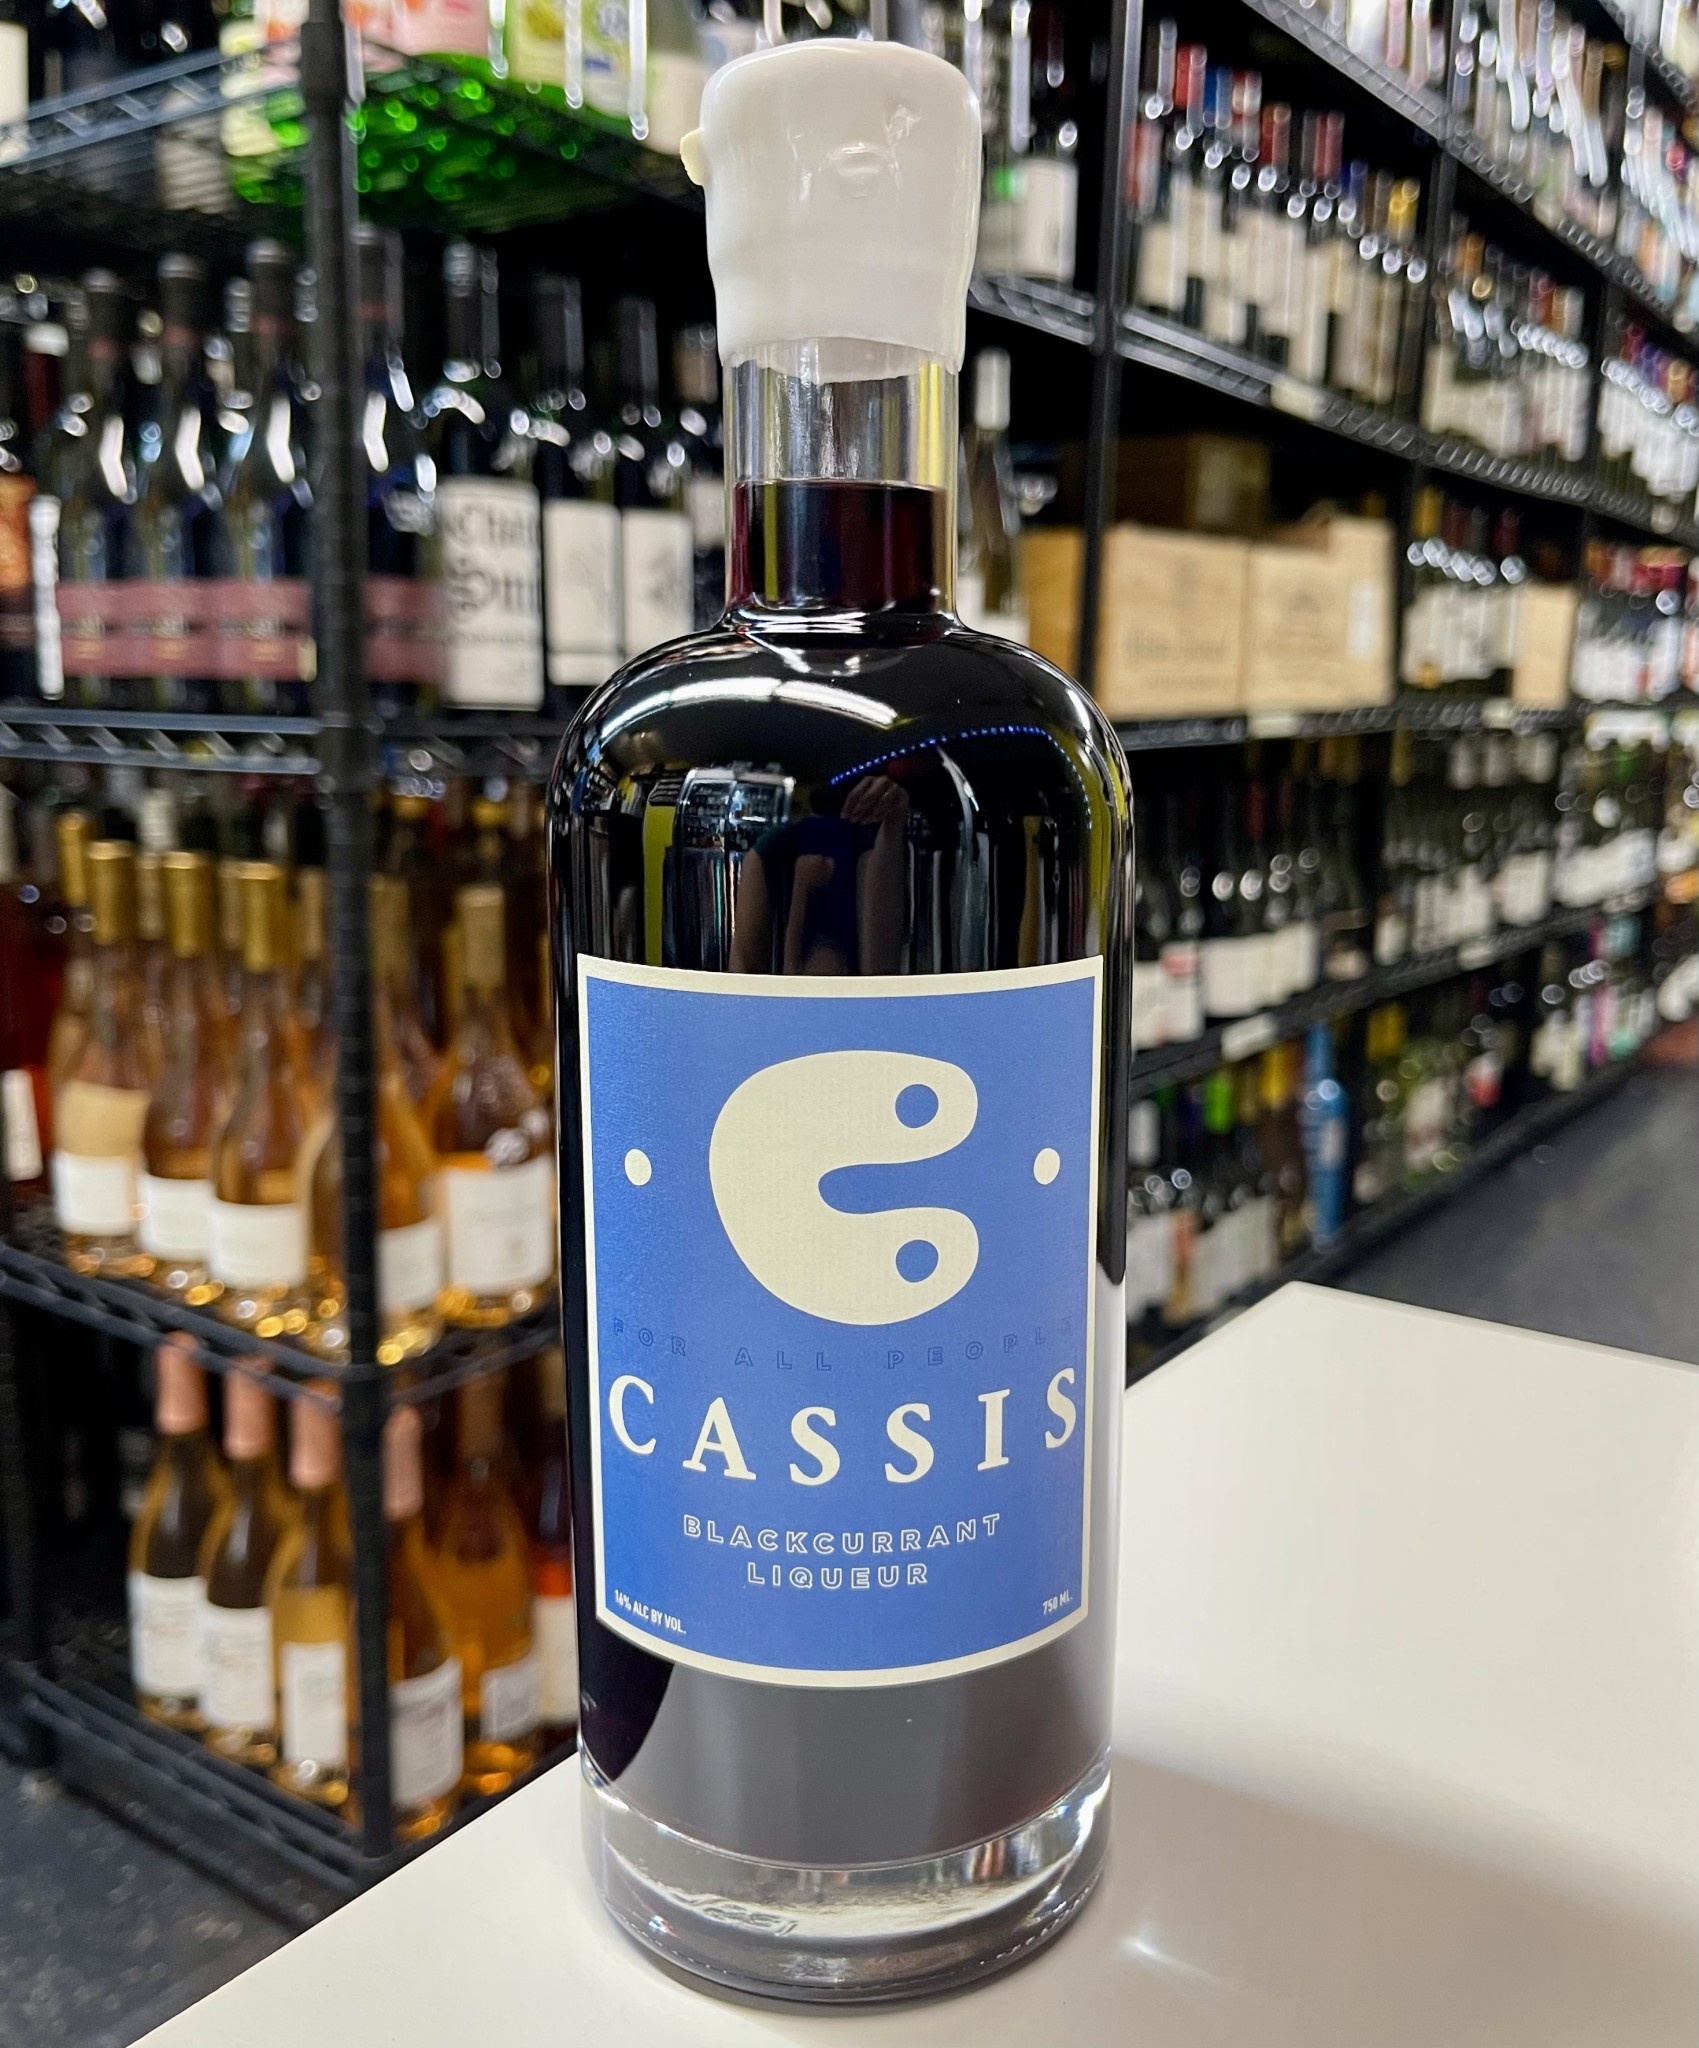 FOR ALL PEOPLE
CASSIS
BLACKCURRANT
LIQUEUR
16% ALC BY VOL.
750 ML.